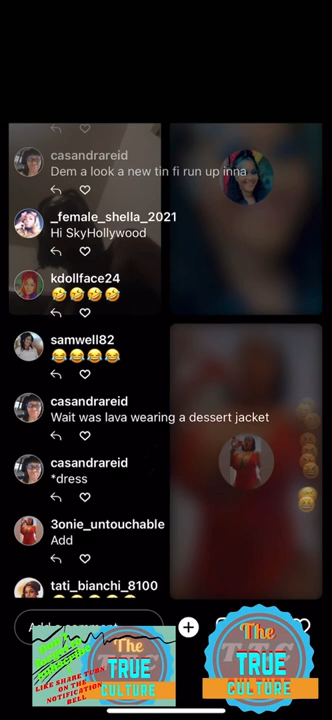 casandrareid
Dem a look a new tin fi run up inna
_female_shella_2021
Hi SkyHollywood
kdollface24
🤣🤣🤣🤣
samwell82
😂😂😂😂
casandrareid
Wait was lava wearing a dessert jacket
casandrareid
*dress
3onie_untouchable
Add
tati_bianchi_8100
LIKE SHARE TURN
ON THE
NOTIFICATION
BELL
The
TRUE
CULTURE
The
TRUE
CULTURE